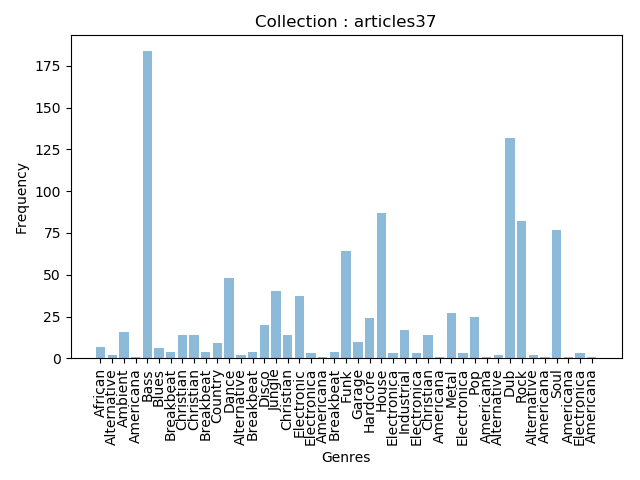 Collection : articles37
Frequency
175
150
125
100
75
50
25
0
African
Alternative
Ambient
Americana
Bass
Blues
Breakbeat
Christian
Christian
Breakbeat
Country
Dance
Alternative
Breakbeat
Disco
Jungle
Christian
Electronic
Electronica
Americana
Breakbeat
Funk
Garage
Hardcore
House
Electronica
Industrial
Electronica
Christian
Americana
Metal
Electronica
Pop
Americana
Alternative
Dub
Rock
Alternative
Americana
Soul
Americana
Electronica
Americana
Genres